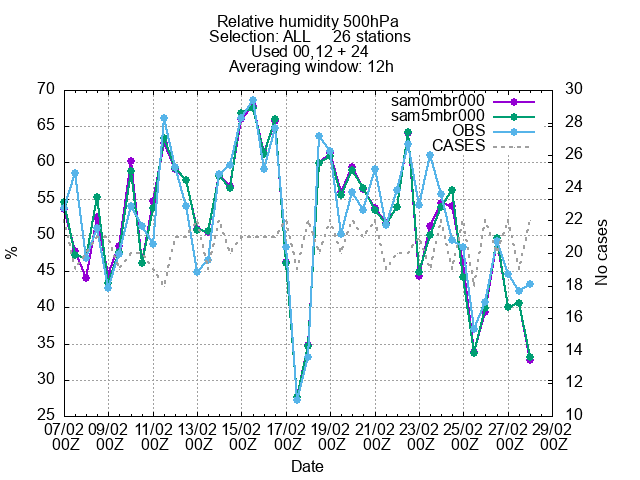 Relative humidity 500hPa
Selection: ALL 26 stations
Used 00,12 + 24
Averaging window: 12h
sam0mbr000
sam5mbr000
OBS
CASES
70
65
60
55
50
45
40
35
30
25
%
30
28
26
24
22
20
18
16
14
12
10
No cases
07/02 09/02 11/02 13/02 15/02 17/02 19/02 21/02 23/02 25/02 27/02 29/02
00Z 00Z 00Z 00Z 00Z 00Z 00Z 00Z 00Z 00Z 00Z 00Z
Date